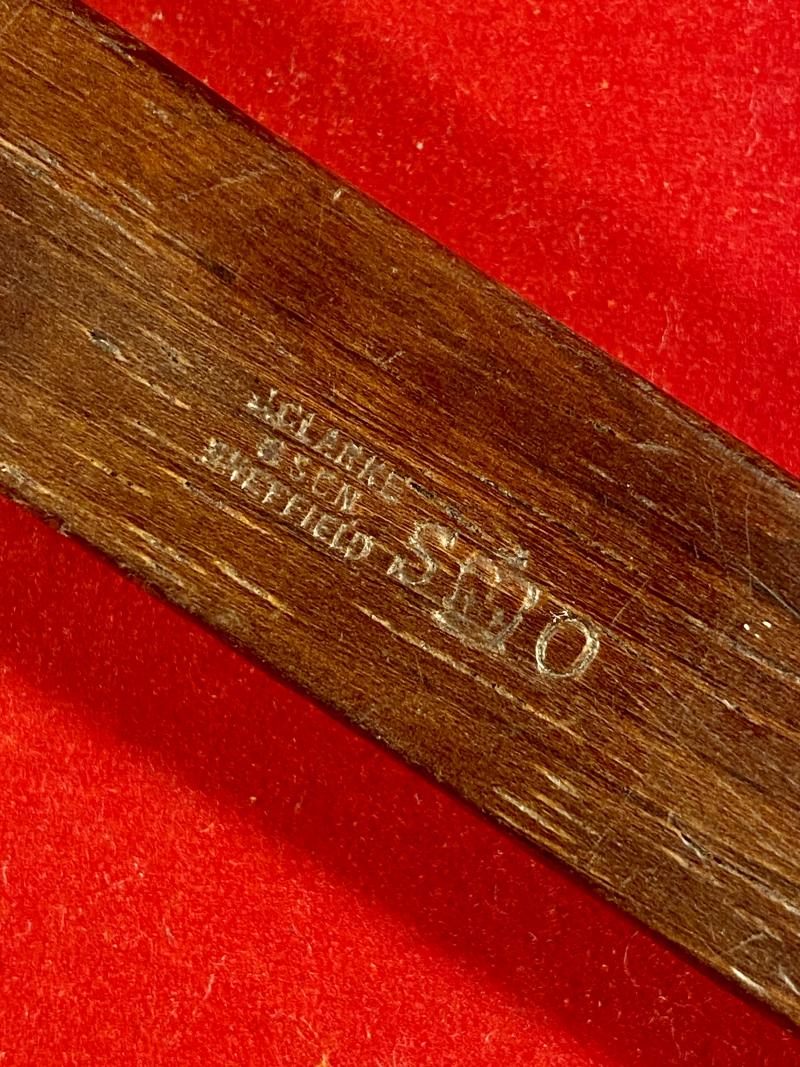 J. CLARKE
& SON
SHEFFIELD
S O